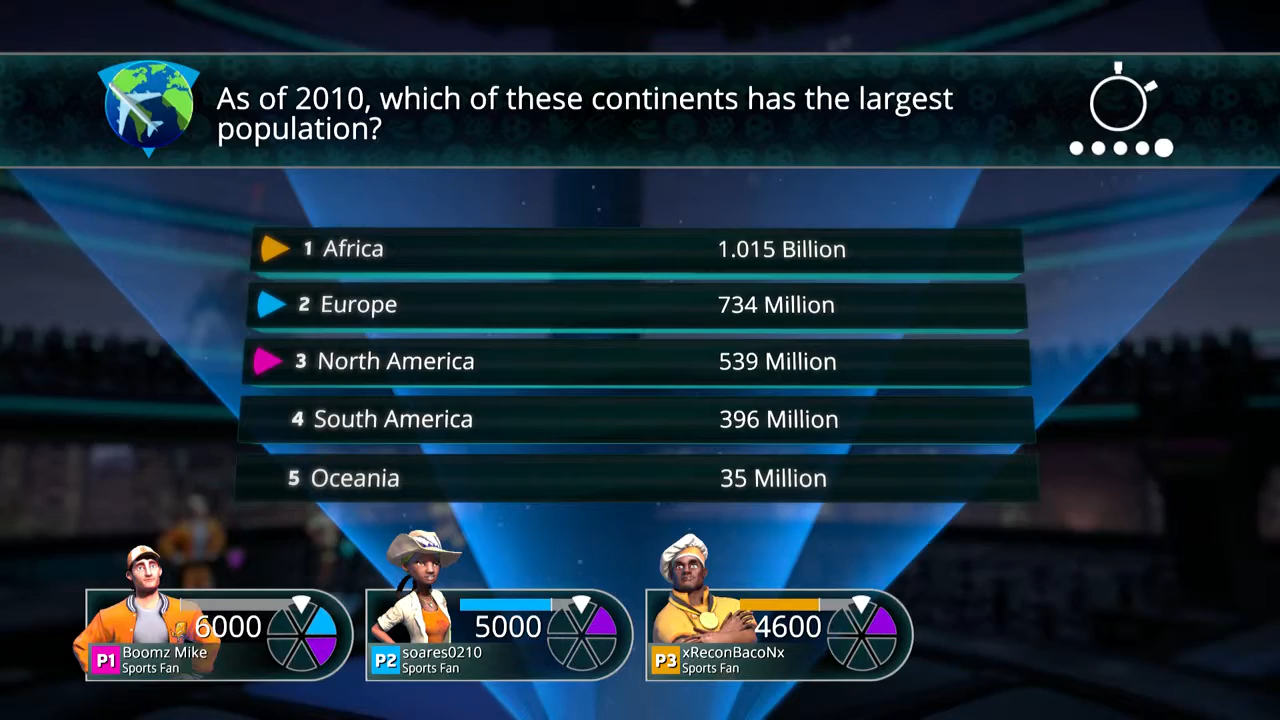 As of 2010, which of these continents has the largest
population?
1 Africa 1.015 Billion
2 Europe 734 Million
3 North America 539 Million
4 South America 396 Million
5 Oceania 35 Million
6000
P1 Boomz Mike
Sports Fan
5000
P2 soares0210
Sports Fan
4600
P3 xReconBacoNx
Sports Fan